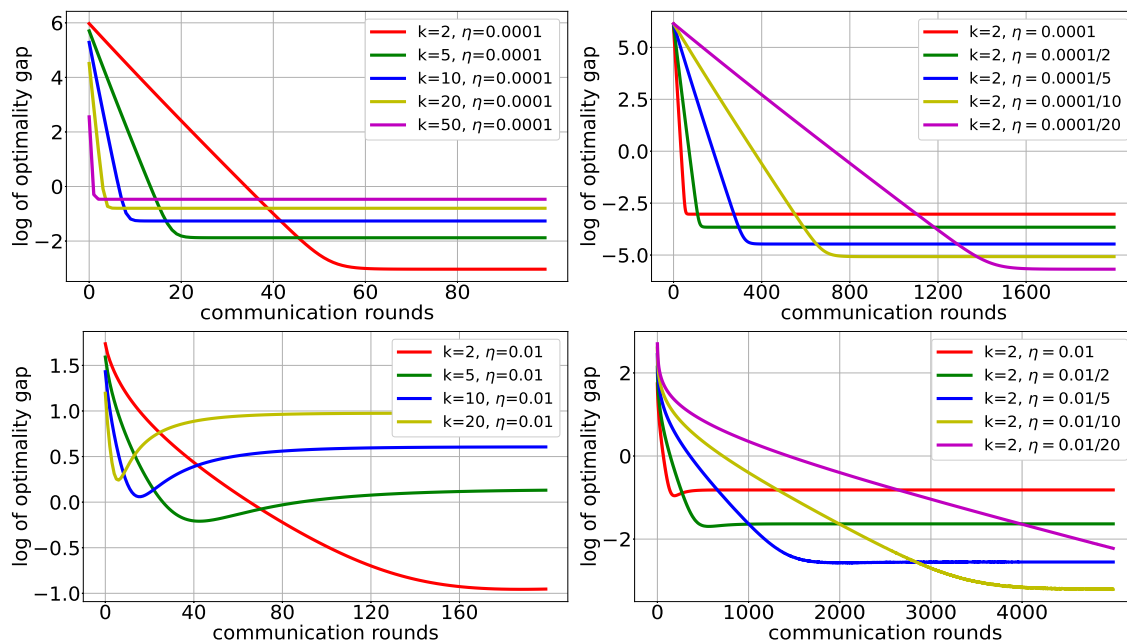 log of optimality gap
6
4
2
0
−2
0
20
40
60
80
communication rounds
k=2, η=0.0001
k=5, η=0.0001
k=10, η=0.0001
k=20, η=0.0001
k=50, η=0.0001
log of optimality gap
5.0
2.5
0.0
−2.5
−5.0
0
400
800
1200
1600
communication rounds
k=2, η = 0.0001
k=2, η = 0.0001/2
k=2, η = 0.0001/5
k=2, η = 0.0001/10
k=2, η = 0.0001/20
log of optimality gap
1.5
1.0
0.5
0.0
−0.5
−1.0
0
40
80
120
160
communication rounds
k=2, η=0.01
k=5, η=0.01
k=10, η=0.01
k=20, η=0.01
log of optimality gap
2
0
−2
0
1000
2000
3000
4000
communication rounds
k=2, η = 0.01
k=2, η = 0.01/2
k=2, η = 0.01/5
k=2, η = 0.01/10
k=2, η = 0.01/20